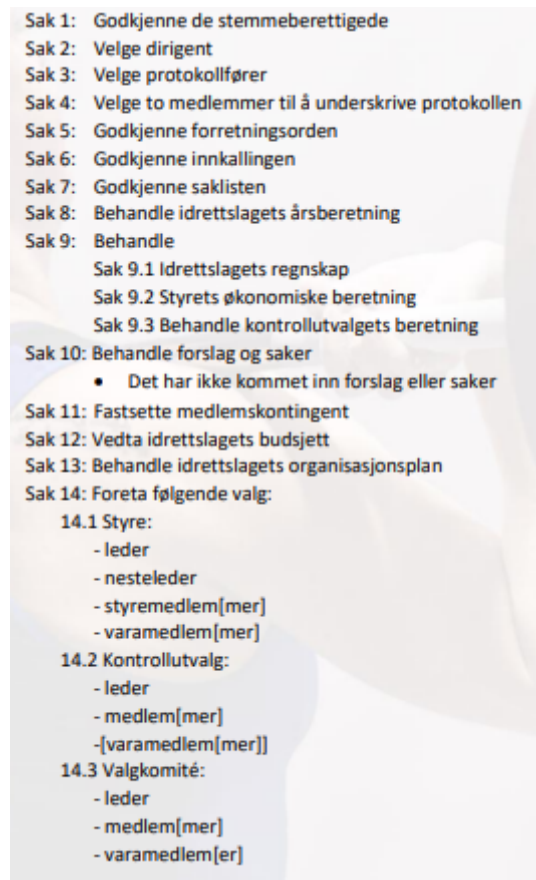 Sak 1: Godkjenne de stemmeberettigede
Sak 2: Velge dirigent
Sak 3: Velge protokollfører
Sak 4: Velge to medlemmer til å underskrive protokollen
Sak 5: Godkjenne forretningsorden
Sak 6: Godkjenne innkallingen
Sak 7: Godkjenne saklisten
Sak 8: Behandle idrettslagets årsberetning
Sak 9: Behandle
Sak 9.1 Idrettslagets regnskap
Sak 9.2 Styrets økonomiske beretning
Sak 9.3 Behandle kontrollutvalgets beretning
Sak 10: Behandle forslag og saker
• Det har ikke kommet inn forslag eller saker
Sak 11: Fastsette medlemskontingent
Sak 12: Vedta idrettslagets budsjett
Sak 13: Behandle idrettslagets organisasjonsplan
Sak 14: Foreta følgende valg:
14.1 Styre:
- leder
- nesteleder
- styremedlem[mer]
- varamedlem[mer]
14.2 Kontrollutvalg:
- leder
- medlem[mer]
-[varamedlem[mer]]
14.3 Valgkomité:
- leder
- medlem[mer]
- varamedlem[er]